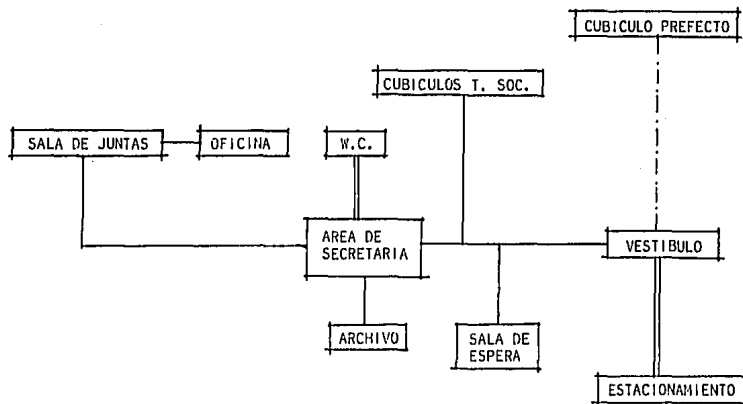 CUBICULO PREFECTO
CUBICULOS T. SOC.
SALA DE JUNTAS
OFICINA
W.C.
AREA DE
SECRETARIA
VESTIBULO
ARCHIVO
SALA DE
ESPERA
ESTACIONAMIENTO